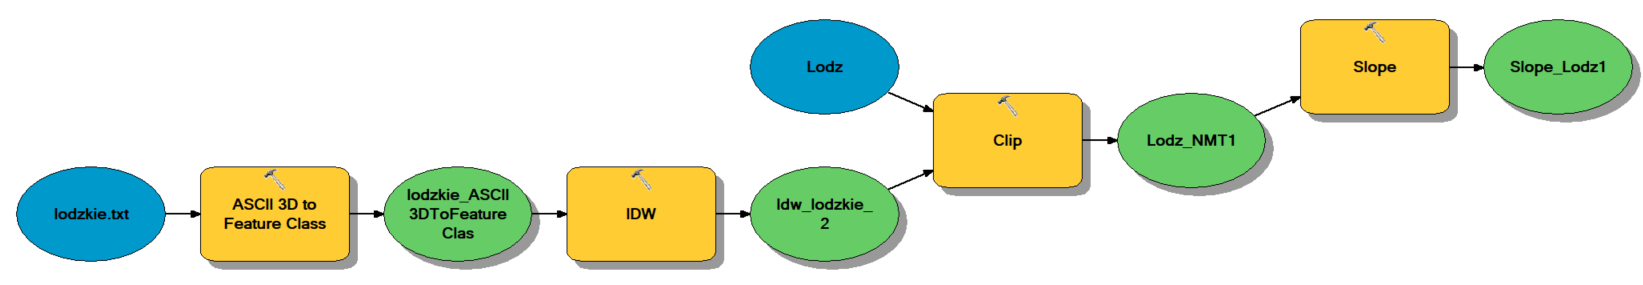 lodzkie.txt
ASCII 3D to
Feature Class
lodzkie_ASCII
3DToFeature
Clas
IDW
Idw_lodzkie_
2
Lodz
Clip
Lodz_NMT1
Slope
Slope_Lodz1